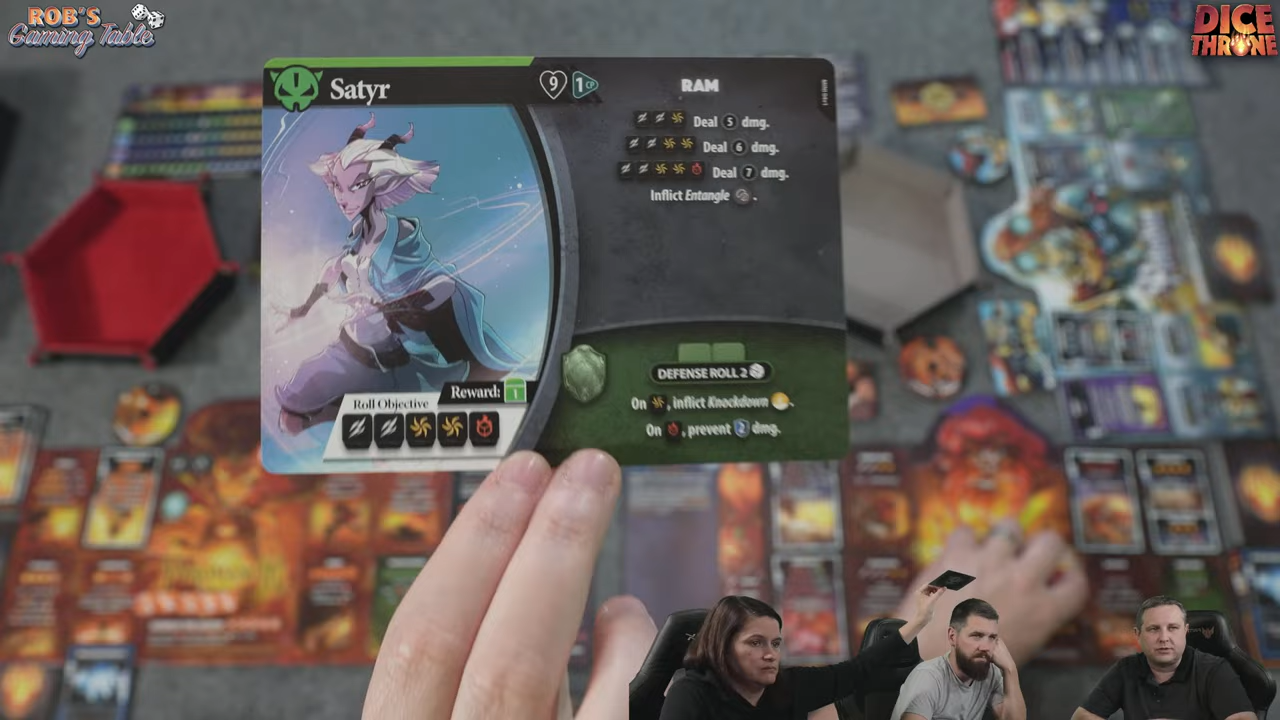 ROB'S
Gaming Table
DICE
THRONE
Satyr
9
1 CP
RAM
Deal 5 dmg.
Deal 6 dmg.
Deal 7 dmg.
Inflict Entangle .
Reward: 1
Roll Objective
DEFENSE ROLL 2
On , inflict Knockdown .
On , prevent 2 dmg.